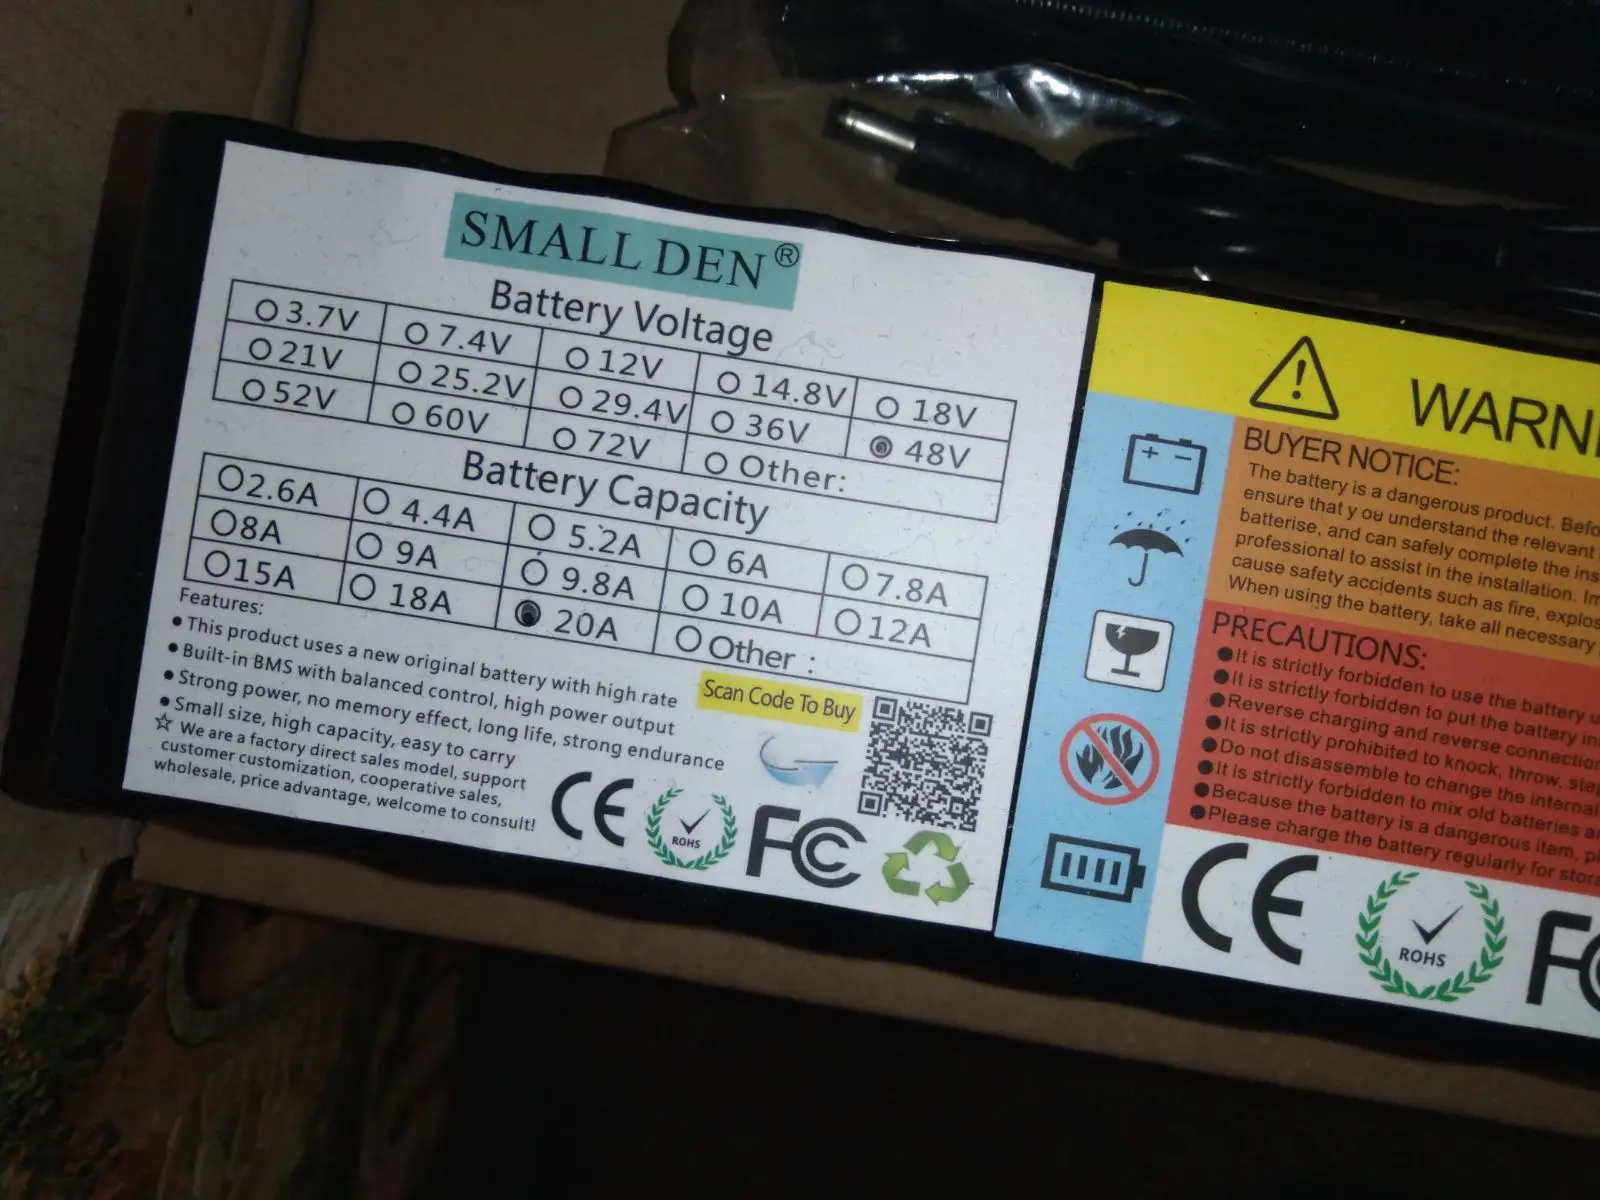 SMALL DEN®
Battery Voltage
3.7V 7.4V 12V 14.8V 18V
21V 25.2V 29.4V 36V 48V
52V 60V 72V Other:
Battery Capacity
2.6A 4.4A 5.2A 6A 7.8A
8A 9A 9.8A 10A 12A
15A 18A 20A Other :
Features:
•This product uses a new original battery with high rate
•Built-in BMS with balanced control, high power output
•Strong power, no memory effect, long life, strong endurance
•Small size, high capacity, easy to carry
☆ We are a factory direct sales model, support
customer customization, cooperative sales,
wholesale, price advantage, welcome to consult!
Scan Code To Buy
CE
ROHS
FC
WARN
BUYER NOTICE:
The battery is a dangerous product. Befo
ensure that you understand the relevant
batterise, and can safely complete the ins
professional to assist in the installation. Im
cause safety accidents such as fire, explos
When using the battery, take all necessary
PRECAUTIONS:
●It is strictly forbidden to use the battery u
●It is strictly forbidden to put the battery in
●Reverse charging and reverse connection
●It is strictly prohibited to knock, throw, step
●Do not disassemble to change the internal
●It is strictly forbidden to mix old batteries a
●Because the battery is a dangerous item, pl
●Please charge the battery regularly for stora
CE
ROHS
FC